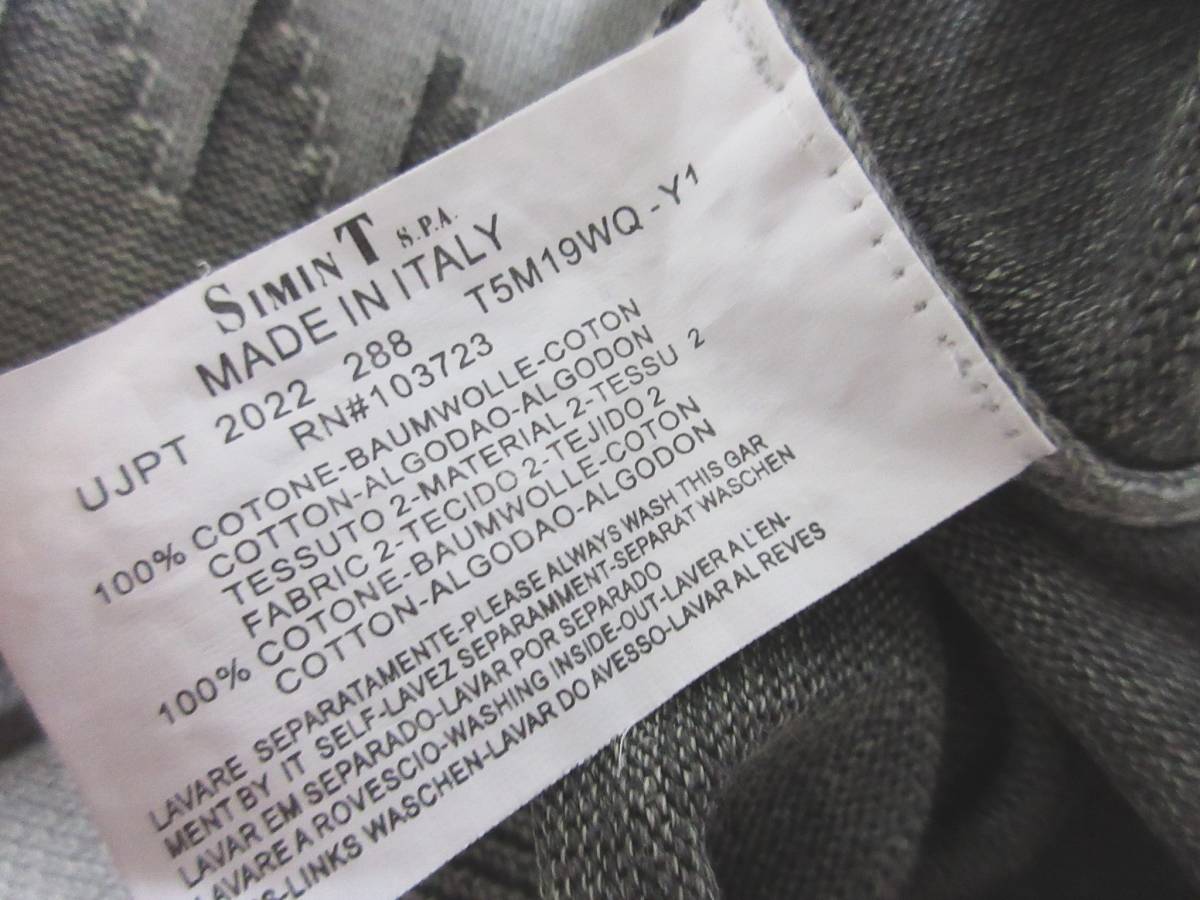 SIMINT S.P.A.
MADE IN ITALY
UJPT 2022 288 T5M19WQ -Y1
RN#103723
100% COTONE-BAUMWOLLE-COTON
COTTON-ALGODAO-ALGODON
TESSUTO 2-MATERIAL 2-TESSU 2
FABRIC 2-TECIDO 2-TEJIDO 2
100% COTONE-BAUMWOLLE-COTON
COTTON-ALGODAO-ALGODON
LAVARE SEPARATAMENTE-PLEASE ALWAYS WASH THIS GAR
MENT BY IT SELF-LAVEZ SEPARAMMENT-SEPARAT WASCHEN
LAVAR EM SEPARADO-LAVAR POR SEPARADO
LAVARE A ROVESCIO-WASHING INSIDE-OUT-LAVER A L'EN-
S-LINKS WASCHEN-LAVAR DO AVESSO-LAVAR AL REVES